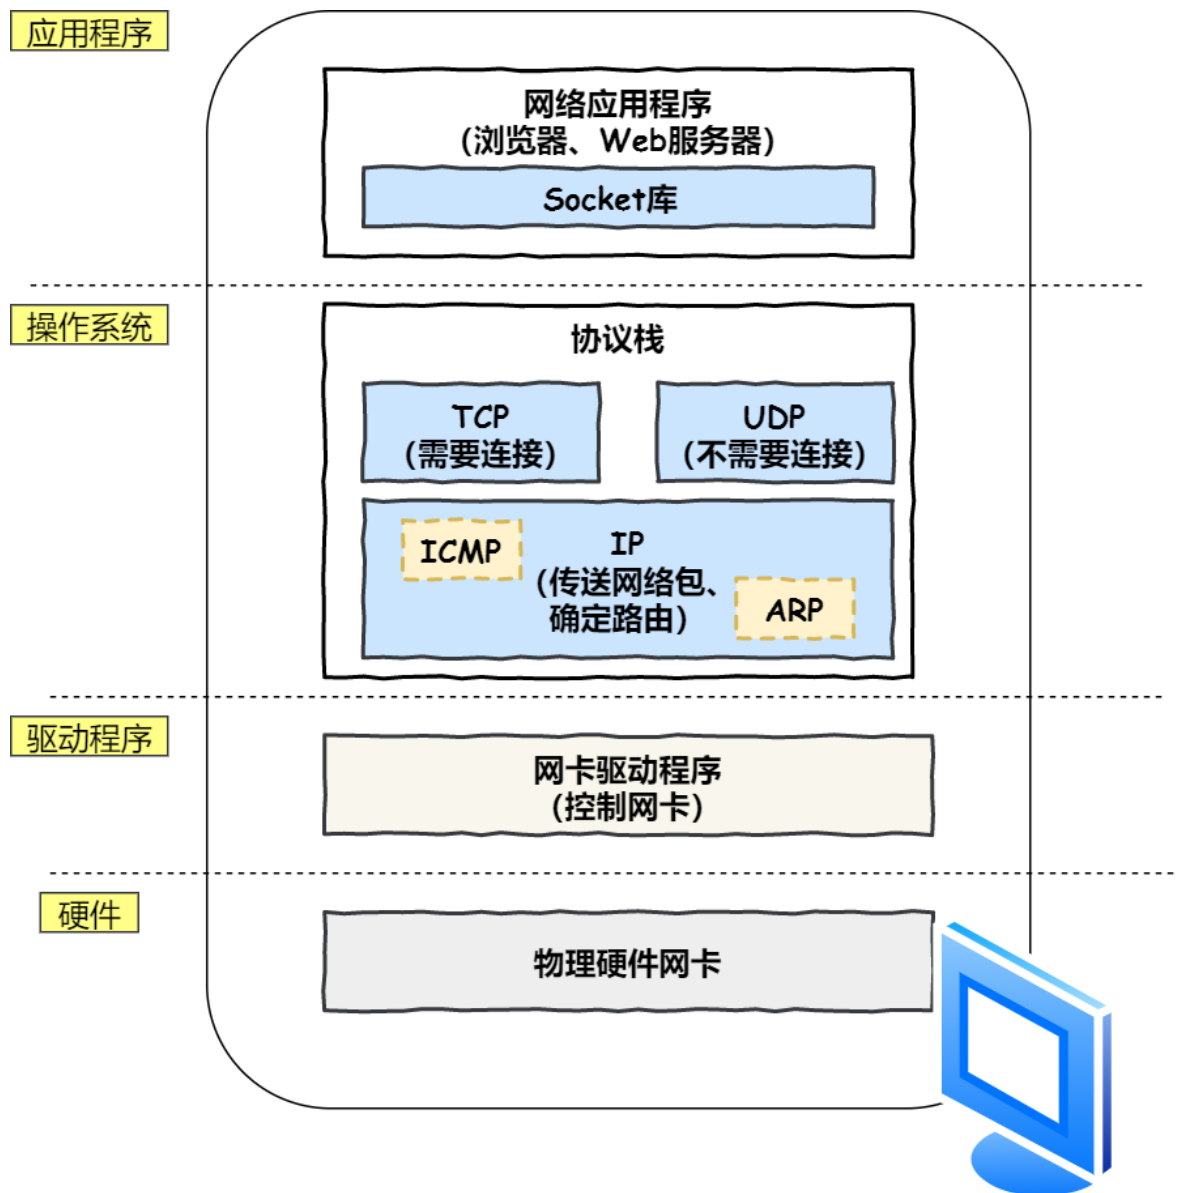 应用程序
网络应用程序
(浏览器、Web服务器)
Socket库
操作系统
协议栈
TCP
(需要连接)
UDP
(不需要连接)
ICMP
IP
(传送网络包、
确定路由)
ARP
驱动程序
网卡驱动程序
(控制网卡)
硬件
物理硬件网卡